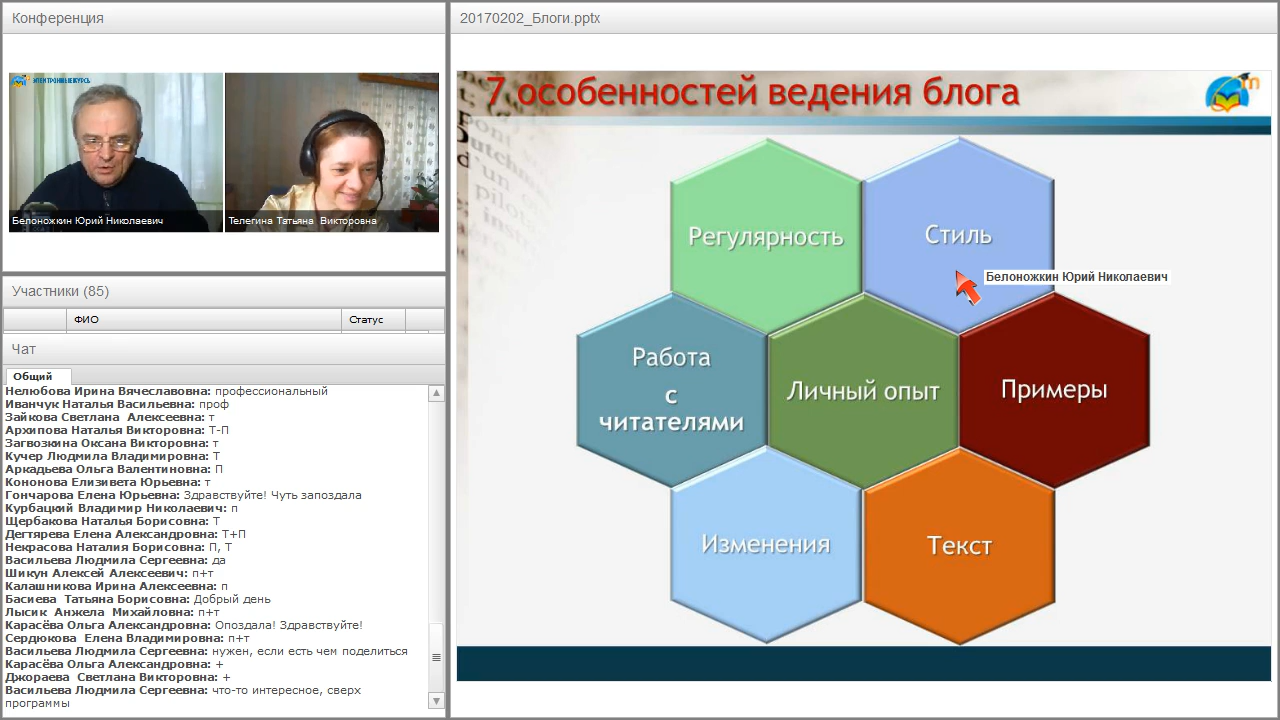 Конференция
ЭЛЕКТРОННЫЕ КУРСЫ
Белоножкин Юрий Николаевич
Телегина Татьяна Викторовна
Участники (85)
ФИО
Статус
Чат
Общий
Нелюбова Ирина Вячеславовна: профессиональный
Иванчук Наталья Васильевна: проф
Зайкова Светлана Алексеевна: т
Архипова Наталья Викторовна: Т-П
Загвозкина Оксана Викторовна: т
Кучер Людмила Владимировна: Т
Аркадьева Ольга Валентиновна: П
Кононова Елизивета Юрьевна: т
Гончарова Елена Юрьевна: Здравствуйте! Чуть запоздала
Курбацкий Владимир Николаевич: п
Щербакова Наталья Борисовна: Т
Дегтярева Елена Александровна: Т+П
Некрасова Наталия Борисовна: П, Т
Васильева Людмила Сергеевна: да
Шикун Алексей Алексеевич: п+т
Калашникова Ирина Алексеевна: п
Басиева Татьяна Борисовна: Добрый день
Лысик Анжела Михайловна: п+т
Карасёва Ольга Александровна: Опоздала! Здравствуйте!
Сердюкова Елена Владимировна: п+т
Васильева Людмила Сергеевна: нужен, если есть чем поделиться
Карасёва Ольга Александровна: +
Джораева Светлана Викторовна: +
Васильева Людмила Сергеевна: что-то интересное, сверх
программы
20170202_Блоги.pptx
7 особенностей ведения блога
Регулярность
Стиль
Белоножкин Юрий Николаевич
Работа
с
читателями
Личный опыт
Примеры
Изменения
Текст